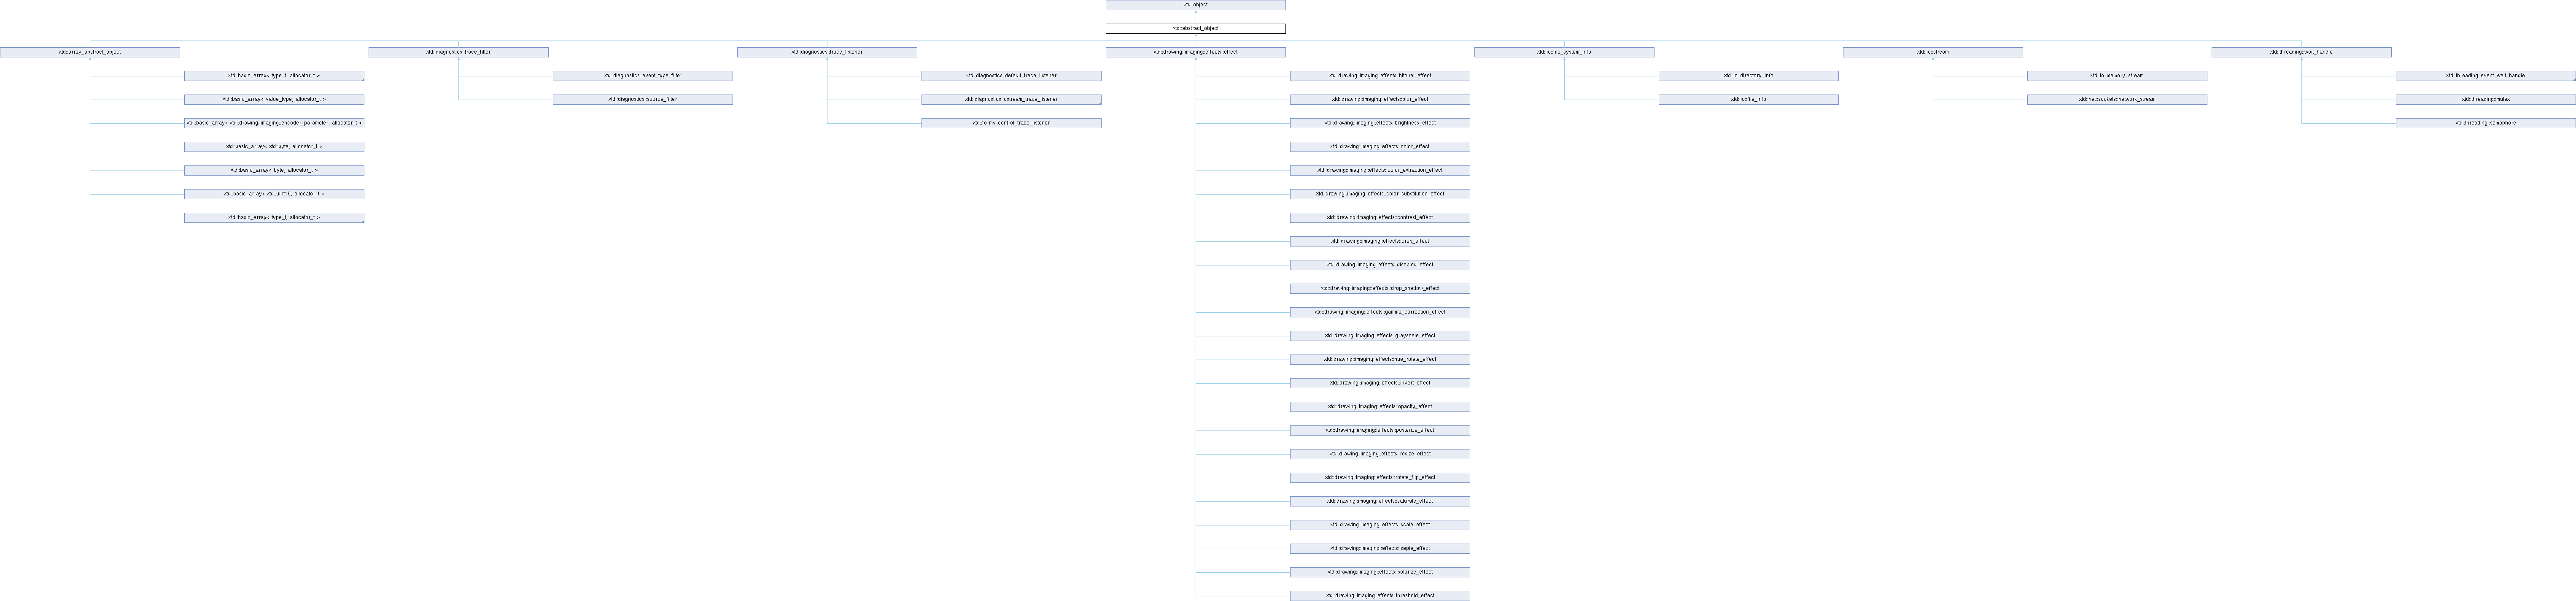 xtd::object
xtd::abstract_object
xtd::array_abstract_object
xtd::diagnostics::trace_filter
xtd::diagnostics::trace_listener
xtd::drawing::imaging::effects::effect
xtd::io::file_system_info
xtd::io::stream
xtd::threading::wait_handle
xtd::basic_array< type_t, allocator_t >
xtd::basic_array< value_type, allocator_t >
xtd::basic_array< xtd::drawing::imaging::encoder_parameter, allocator_t >
xtd::basic_array< xtd::byte, allocator_t >
xtd::basic_array< byte, allocator_t >
xtd::basic_array< xtd::uint16, allocator_t >
xtd::basic_array< type_t, allocator_t >
xtd::diagnostics::event_type_filter
xtd::diagnostics::source_filter
xtd::diagnostics::default_trace_listener
xtd::diagnostics::ostream_trace_listener
xtd::forms::control_trace_listener
xtd::drawing::imaging::effects::bitonal_effect
xtd::drawing::imaging::effects::blur_effect
xtd::drawing::imaging::effects::brightness_effect
xtd::drawing::imaging::effects::color_effect
xtd::drawing::imaging::effects::color_extraction_effect
xtd::drawing::imaging::effects::color_substitution_effect
xtd::drawing::imaging::effects::contrast_effect
xtd::drawing::imaging::effects::crop_effect
xtd::drawing::imaging::effects::disabled_effect
xtd::drawing::imaging::effects::drop_shadow_effect
xtd::drawing::imaging::effects::gamma_correction_effect
xtd::drawing::imaging::effects::grayscale_effect
xtd::drawing::imaging::effects::hue_rotate_effect
xtd::drawing::imaging::effects::invert_effect
xtd::drawing::imaging::effects::opacity_effect
xtd::drawing::imaging::effects::posterize_effect
xtd::drawing::imaging::effects::resize_effect
xtd::drawing::imaging::effects::rotate_flip_effect
xtd::drawing::imaging::effects::saturate_effect
xtd::drawing::imaging::effects::scale_effect
xtd::drawing::imaging::effects::sepia_effect
xtd::drawing::imaging::effects::solarize_effect
xtd::drawing::imaging::effects::threshold_effect
xtd::io::directory_info
xtd::io::file_info
xtd::io::memory_stream
xtd::net::sockets::network_stream
xtd::threading::event_wait_handle
xtd::threading::mutex
xtd::threading::semaphore